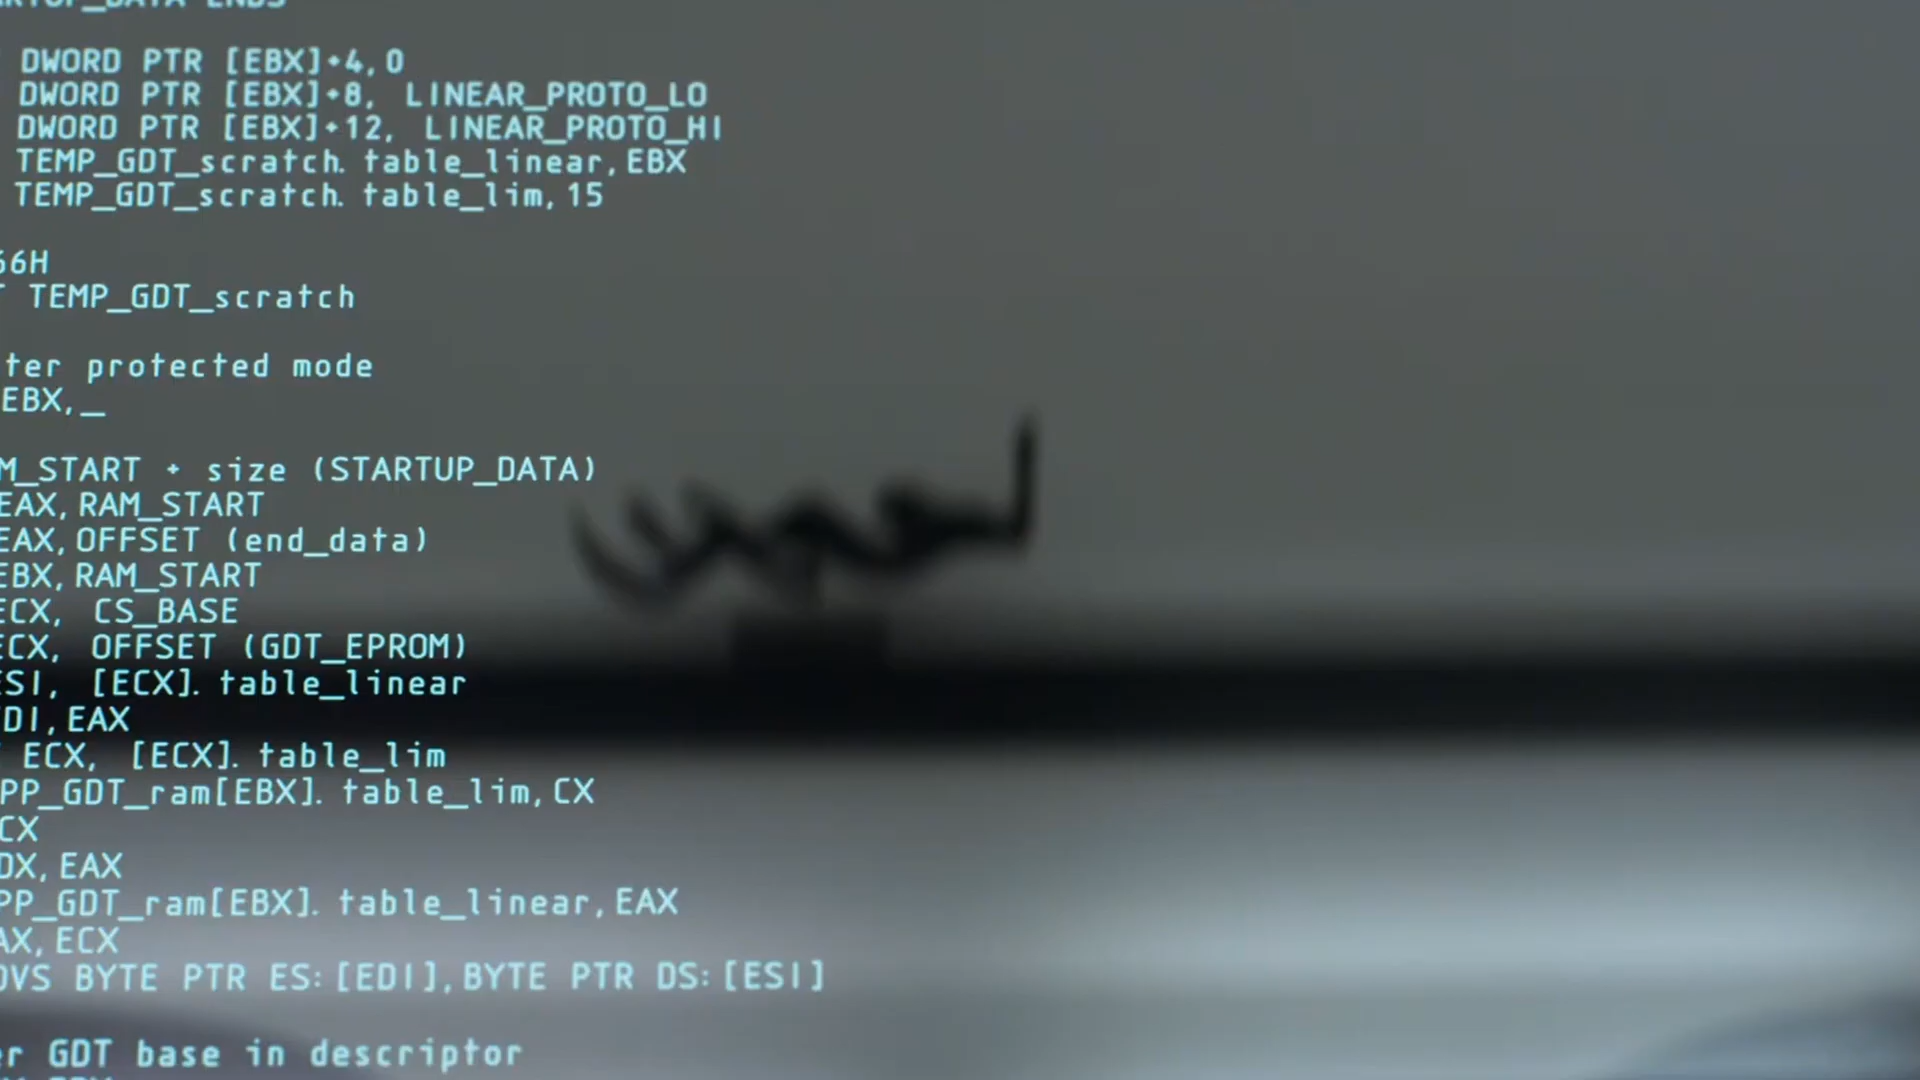 DWORD PTR [EBX]+4,0
DWORD PTR [EBX]+8, LINEAR_PROTO_LO
DWORD PTR [EBX]+12, LINEAR_PROTO_HI
TEMP_GDT_scratch. table_linear,EBX
TEMP_GDT_scratch. table_lim,15
66H
TEMP_GDT_scratch
ter protected mode
EBX,_
M_START + size (STARTUP_DATA)
EAX,RAM_START
EAX,OFFSET (end_data)
EBX,RAM_START
ECX, CS_BASE
ECX, OFFSET (GDT_EPROM)
ESI, [ECX]. table_linear
DI,EAX
ECX, [ECX]. table_lim
PP_GDT_ram[EBX]. table_lim,CX
CX
DX,EAX
PP_GDT_ram[EBX]. table_linear,EAX
AX,ECX
OVS BYTE PTR ES:[EDI],BYTE PTR DS:[ESI]
er GDT base in descriptor